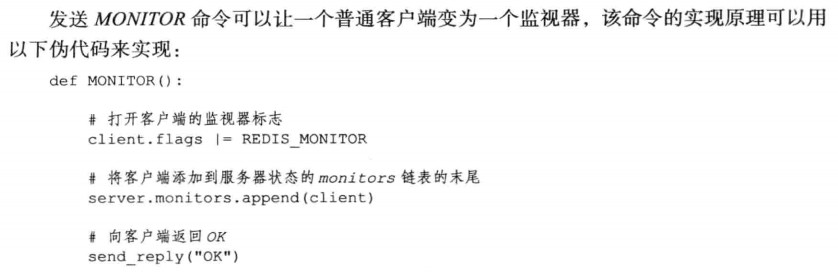 发送 MONITOR 命令可以让一个普通客户端变为一个监视器，该命令的实现原理可以用
以下伪代码来实现：
def MONITOR():
# 打开客户端的监视器标志
client.flags |= REDIS_MONITOR
# 将客户端添加到服务器状态的 monitors 链表的末尾
server.monitors.append(client)
# 向客户端返回 OK
send_reply("OK")